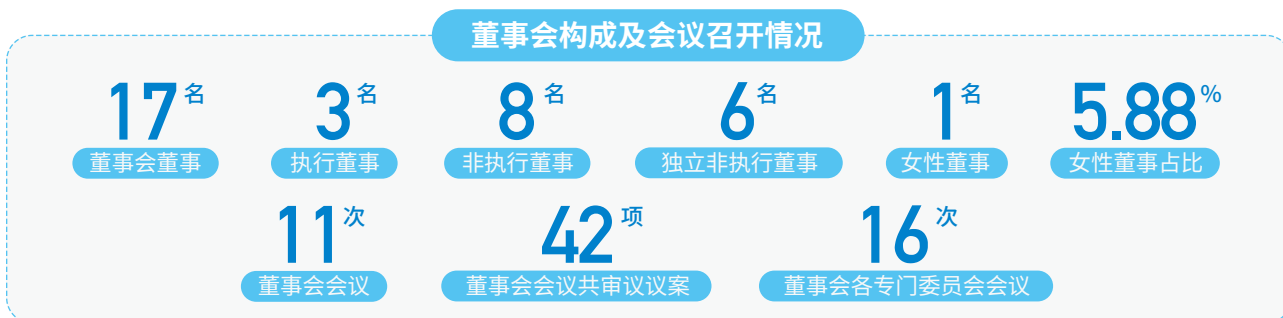 董事会构成及会议召开情况
17名 3名 8名 6名 1名 5.88%
董事会董事 执行董事 非执行董事 独立非执行董事 女性董事 女性董事占比
11次 42项 16次
董事会会议 董事会会议共审议议案 董事会各专门委员会会议